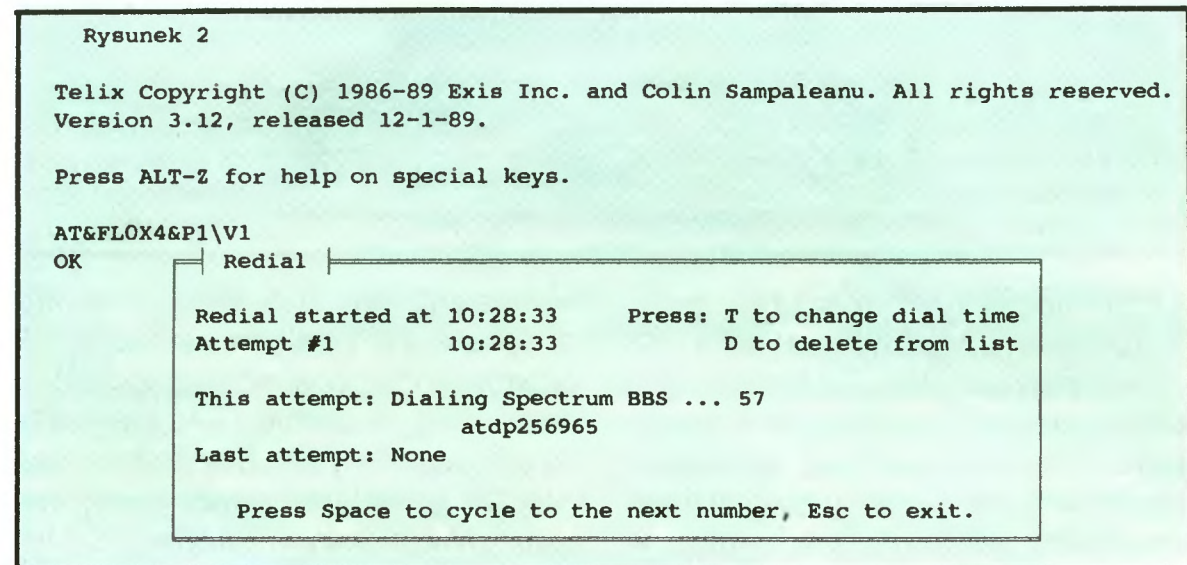 Rysunek 2
Telix Copyright (C) 1986-89 Exis Inc. and Colin Sampaleanu. All rights reserved.
Version 3.12, released 12-1-89.
Press ALT-Z for help on special keys.
AT&FL0X4&P1\V1
OK
Redial
Redial started at 10:28:33 Press: T to change dial time
Attempt #1 10:28:33 D to delete from list
This attempt: Dialing Spectrum BBS ... 57
atdp256965
Last attempt: None
Press Space to cycle to the next number, Esc to exit.